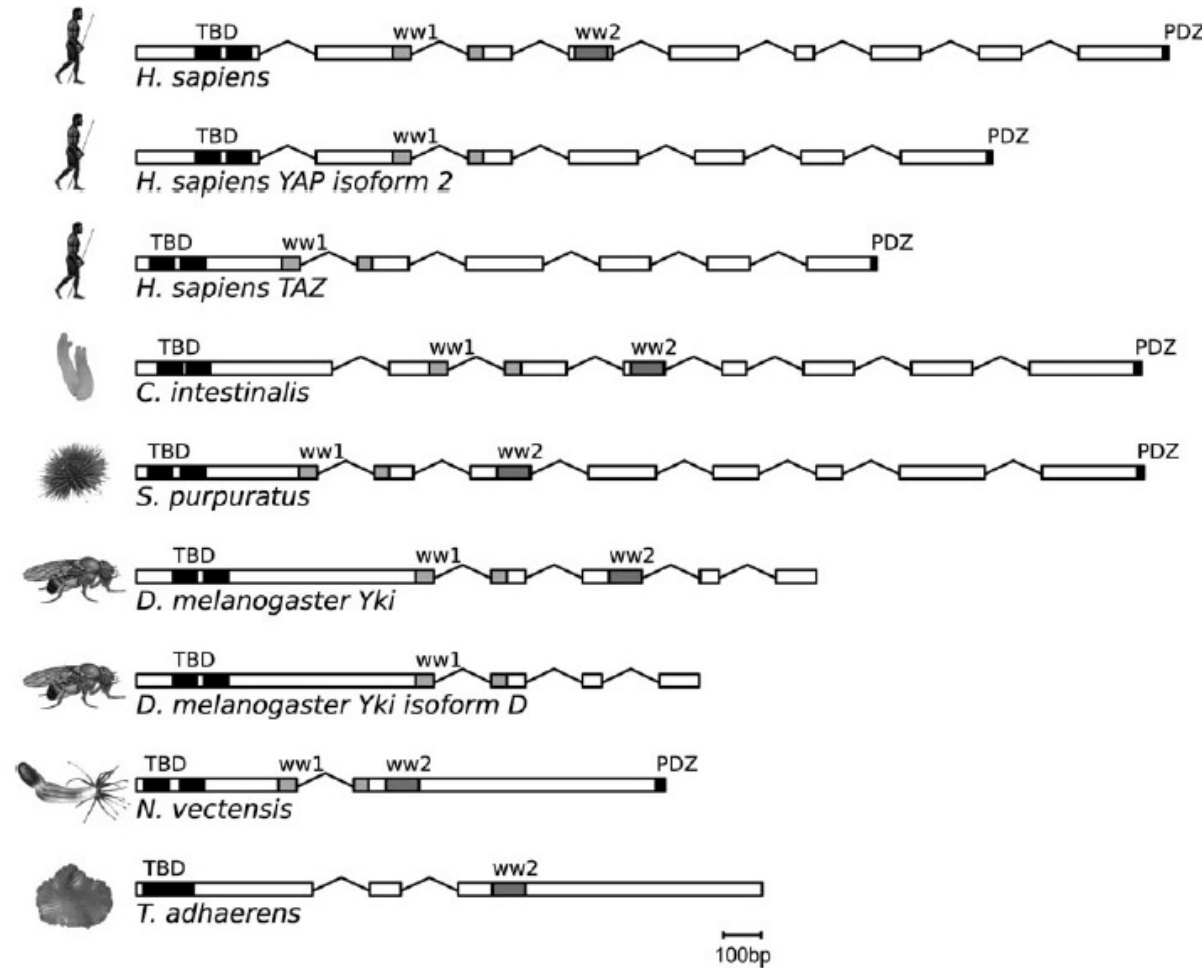 TBD ww1 ww2 PDZ
H. sapiens
TBD ww1 PDZ
H. sapiens YAP isoform 2
TBD ww1 PDZ
H. sapiens TAZ
TBD ww1 ww2 PDZ
C. intestinalis
TBD ww1 ww2 PDZ
S. purpuratus
TBD ww1 ww2
D. melanogaster Yki
TBD ww1
D. melanogaster Yki isoform D
TBD ww1 ww2 PDZ
N. vectensis
TBD ww2
T. adhaerens
100bp